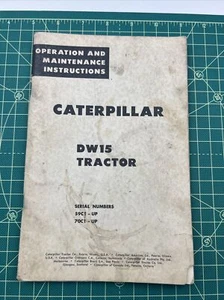 OPERATION AND
MAINTENANCE
INSTRUCTIONS
CATERPILLAR
DW15
TRACTOR
SERIAL NUMBERS
59C1 - UP
70C1 - UP